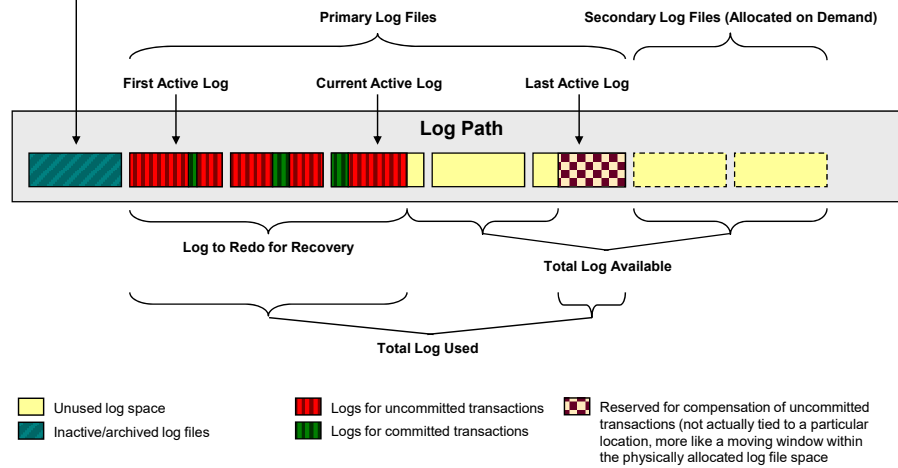 Primary Log Files
Secondary Log Files (Allocated on Demand)
First Active Log
Current Active Log
Last Active Log
Log Path
Log to Redo for Recovery
Total Log Available
Total Log Used
Unused log space
Inactive/archived log files
Logs for uncommitted transactions
Logs for committed transactions
Reserved for compensation of uncommitted
transactions (not actually tied to a particular
location, more like a moving window within
the physically allocated log file space